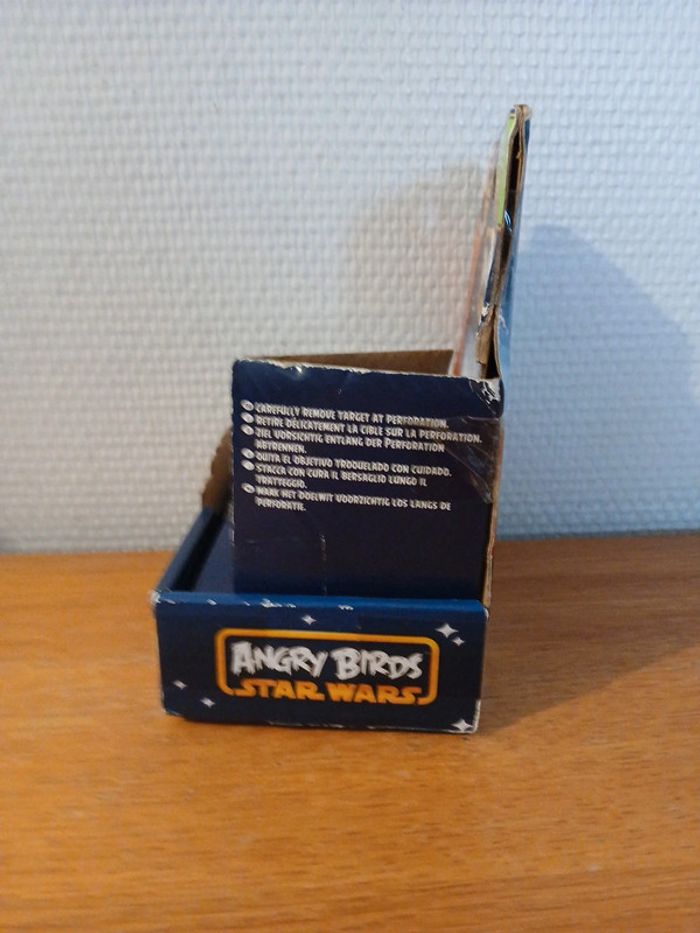 CAREFULLY REMOVE TARGET AT PERFORATION.
RETIRE DÉLICATEMENT LA CIBLE SUR LA PERFORATION.
ZIEL VORSICHTIG ENTLANG DER PERFORATION
ABTRENNEN.
QUITA EL OBJETIVO TROQUELADO CON CUIDADO.
STACCA CON CURA IL BERSAGLIO LUNGO IL
TRATTEGGIO.
MAAK HET DOELWIT VOORZICHTIG LOS LANGS DE
PERFORATIE.
ANGRY BIRDS
STAR WARS